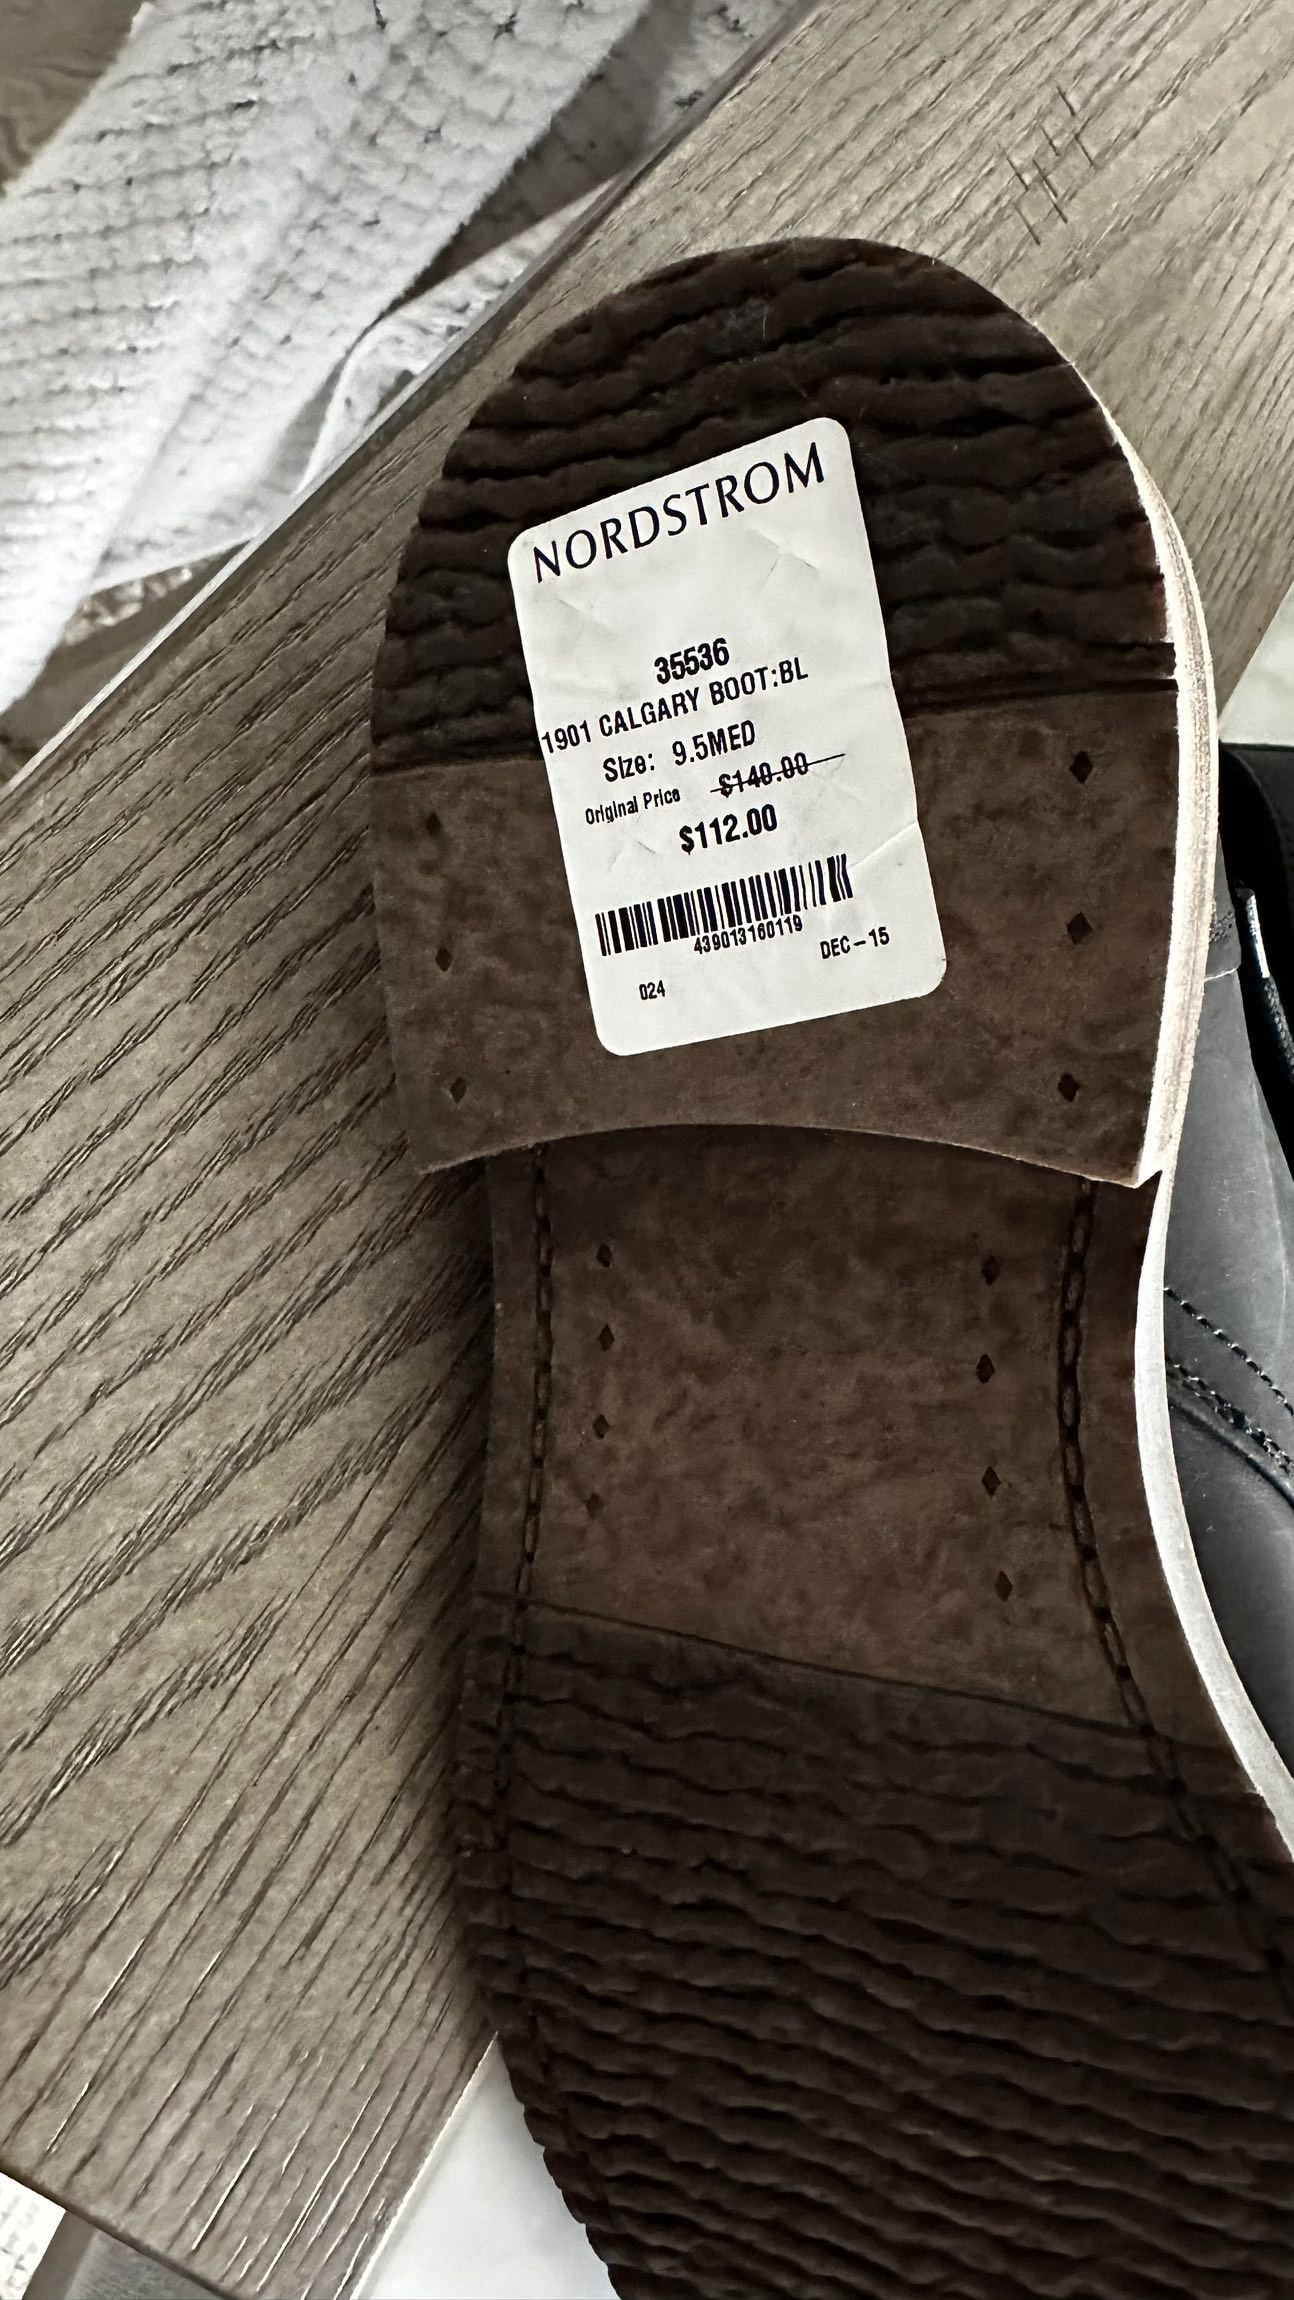 NORDSTROM
35536
1901 CALGARY BOOT:BL
Size: 9.5MED
Original Price $140.00
$112.00
439013160119
DEC-15
024